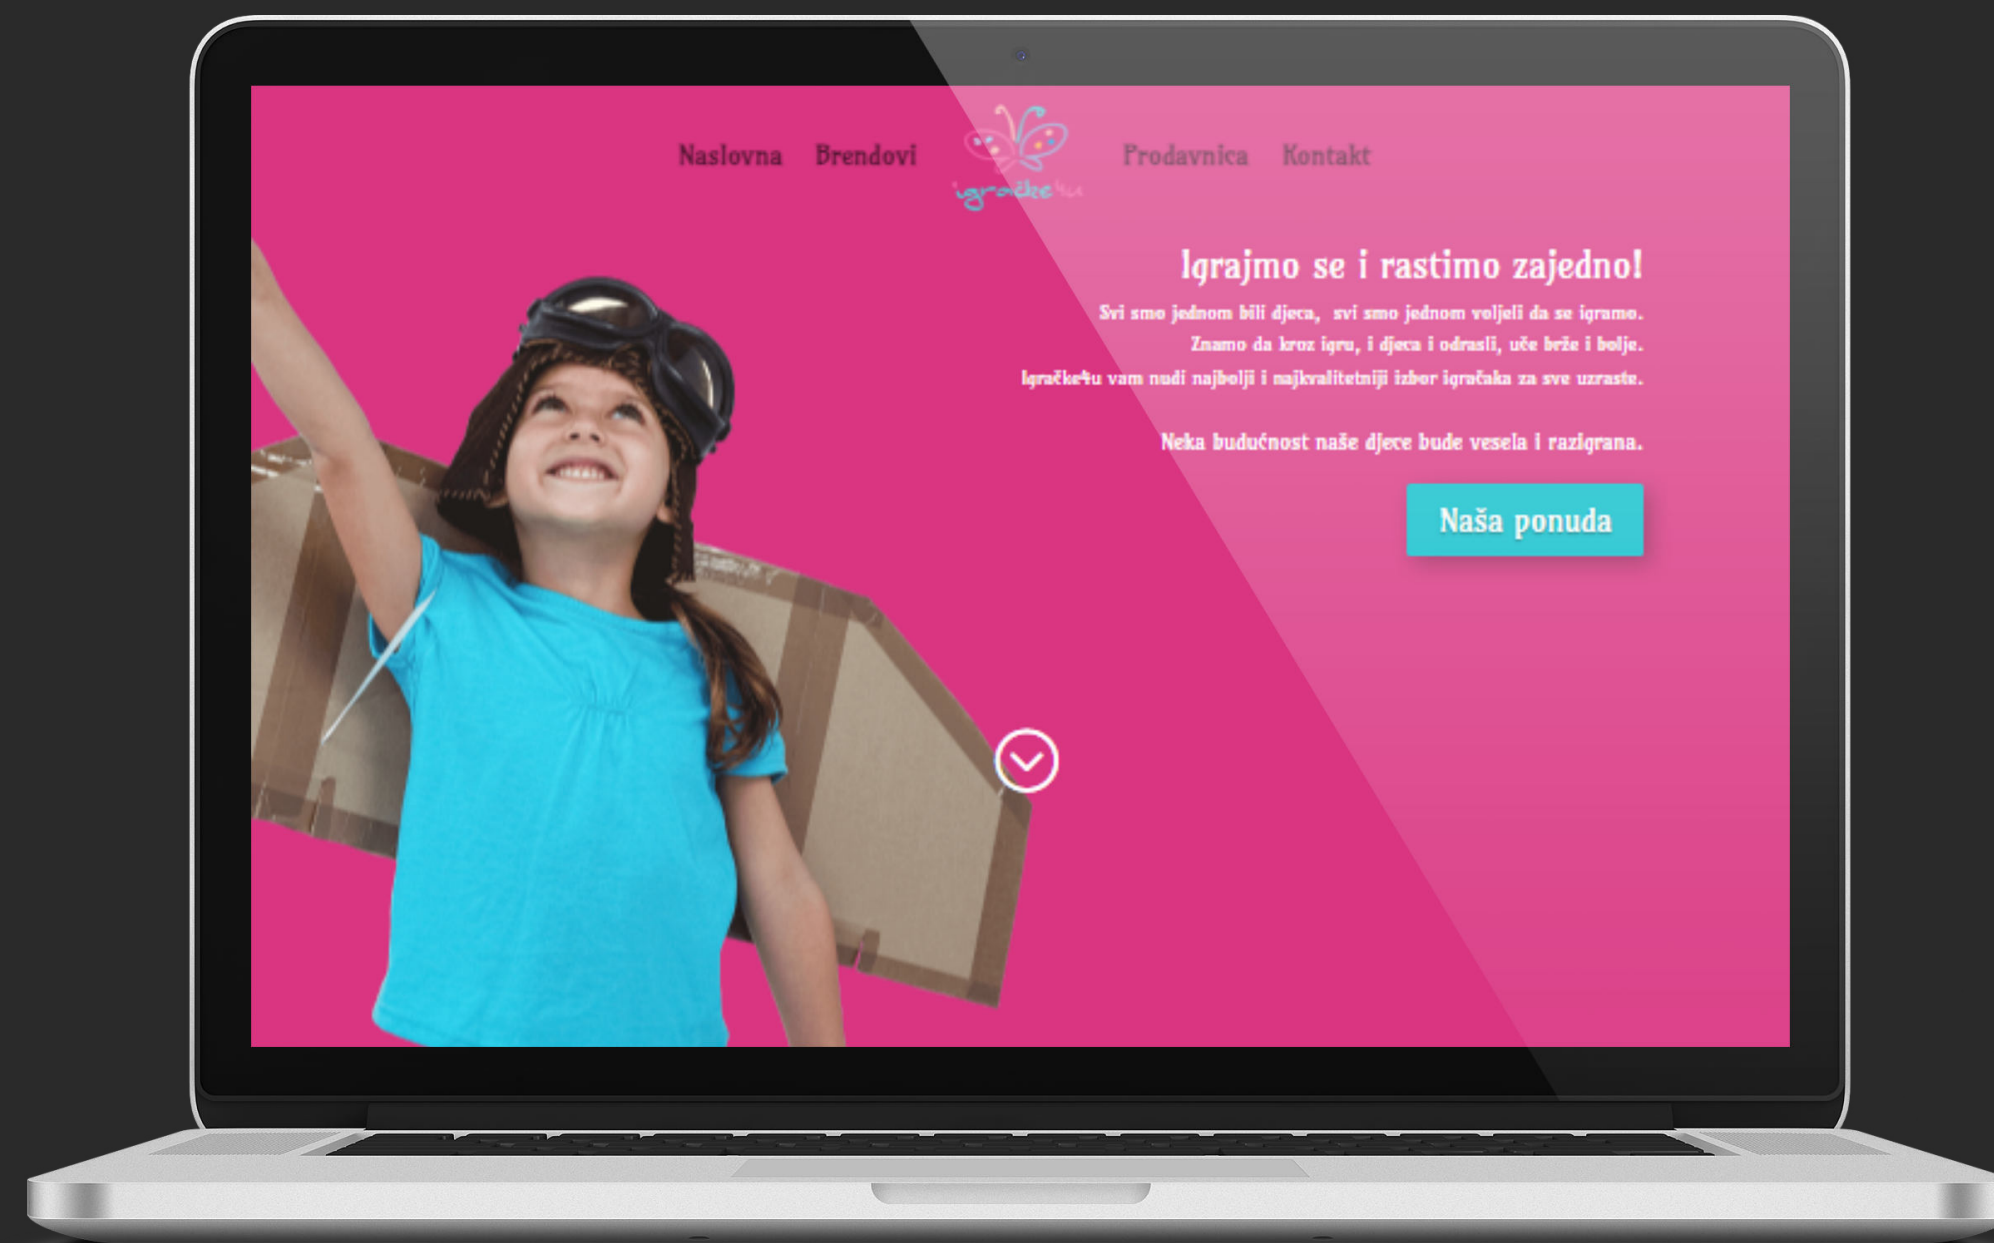 Naslovna Brendovi Prodavnica Kontakt
igračke4u
Igrajmo se i rastimo zajedno!
Svi smo jednom bili djeca, svi smo jednom voljeli da se igramo.
Znamo da kroz igru, i djeca i odrasli, uče brže i bolje.
Igračke4u vam nudi najbolji i najkvalitetniji izbor igračaka za sve uzraste.
Neka budućnost naše djece bude vesela i razigrana.
Naša ponuda